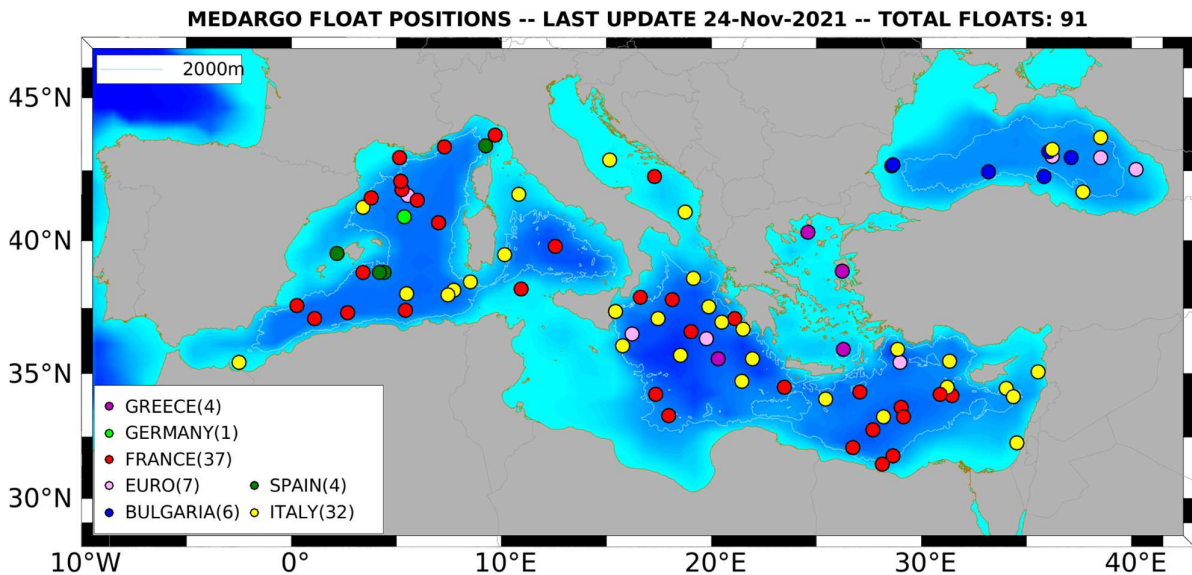 MEDARGO FLOAT POSITIONS -- LAST UPDATE 24-Nov-2021 -- TOTAL FLOATS: 91
2000m
45°N
40°N
35°N
30°N
GREECE(4)
GERMANY(1)
FRANCE(37)
EURO(7)
SPAIN(4)
BULGARIA(6)
ITALY(32)
10°W
0°E
10°E
20°E
30°E
40°E